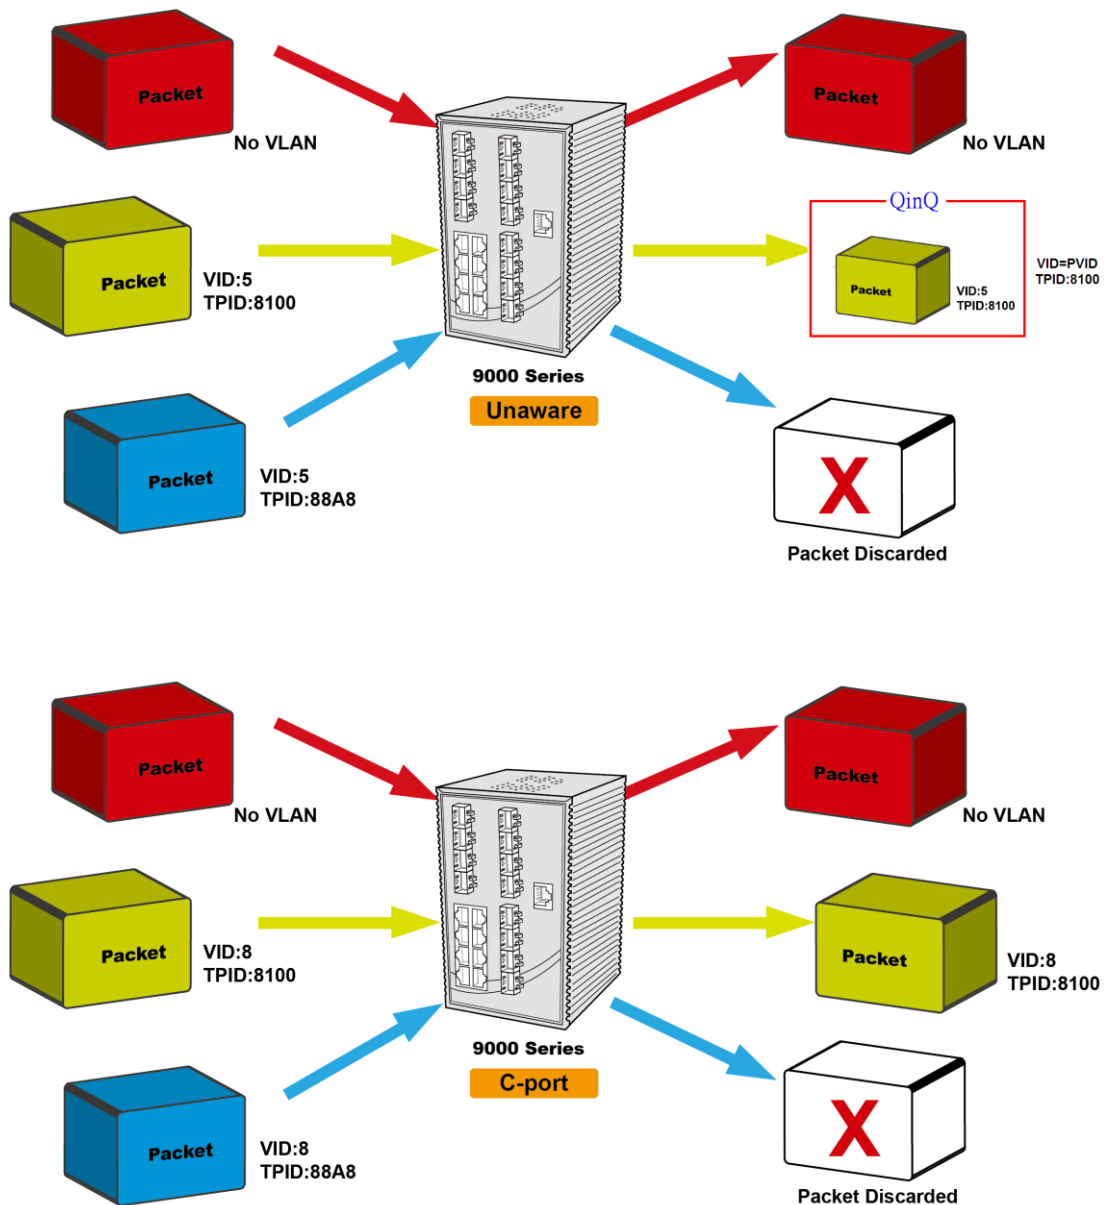 Packet
No VLAN
Packet
No VLAN
Packet
VID:5
TPID:8100
QinQ
Packet
VID:5
TPID:8100
VID=PVID
TPID:8100
9000 Series
Unaware
Packet
VID:5
TPID:88A8
X
Packet Discarded
Packet
No VLAN
Packet
No VLAN
Packet
VID:8
TPID:8100
Packet
VID:8
TPID:8100
9000 Series
C-port
Packet
VID:8
TPID:88A8
X
Packet Discarded